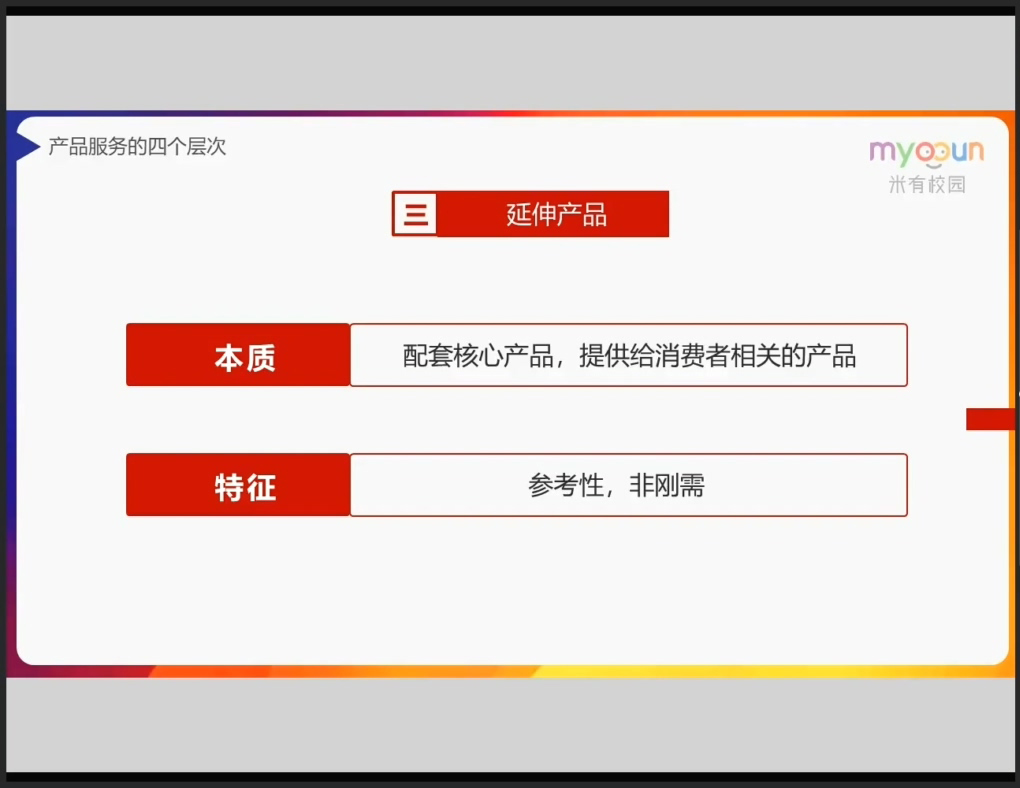 产品服务的四个层次
myooun
米有校园
三 延伸产品
本质 配套核心产品，提供给消费者相关的产品
特征 参考性，非刚需